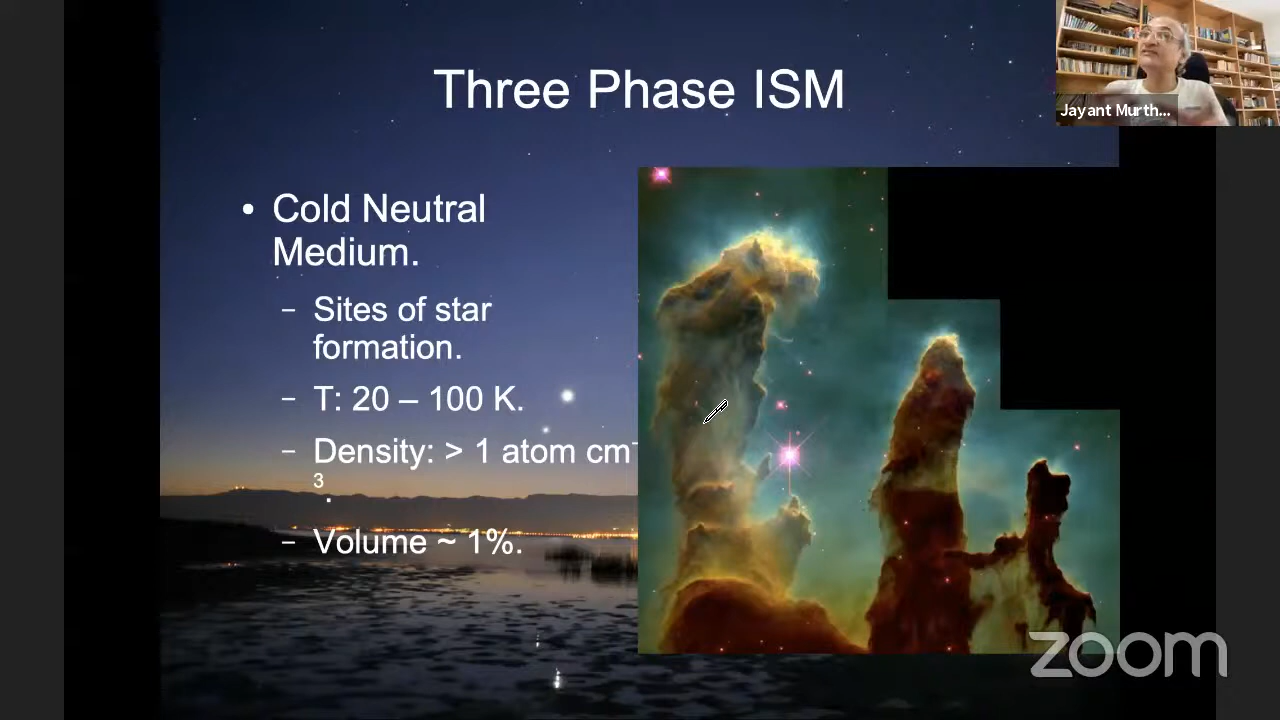 Three Phase ISM
Jayant Murth...
• Cold Neutral
Medium.
– Sites of star
formation.
– T: 20 – 100 K.
– Density: > 1 atom cm-
3.
– Volume ~ 1%.
zoom